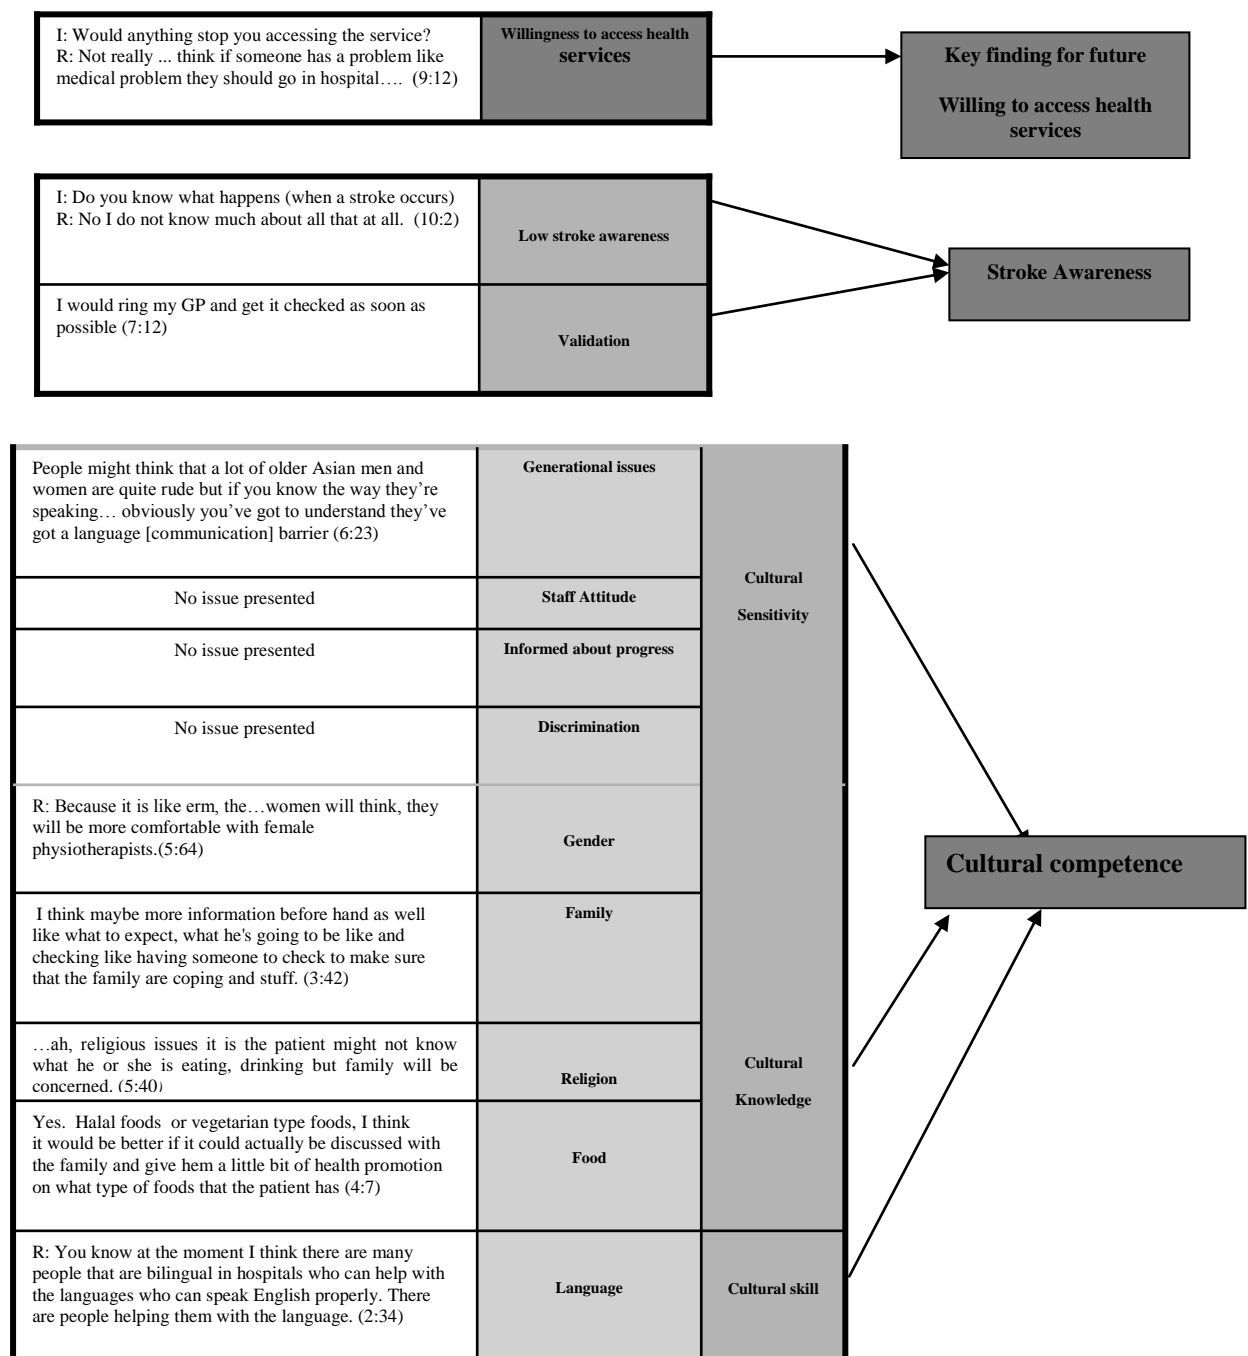 I: Would anything stop you accessing the service?
R: Not really ... think if someone has a problem like
medical problem they should go in hospital…. (9:12)
Willingness to access health
services
Key finding for future
Willing to access health
services
I: Do you know what happens (when a stroke occurs)
R: No I do not know much about all that at all. (10:2)
Low stroke awareness
I would ring my GP and get it checked as soon as
possible (7:12)
Validation
Stroke Awareness
People might think that a lot of older Asian men and
women are quite rude but if you know the way they’re
speaking… obviously you’ve got to understand they’ve
got a language [communication] barrier (6:23)
Generational issues
No issue presented
Staff Attitude
No issue presented
Informed about progress
No issue presented
Discrimination
Cultural
Sensitivity
R: Because it is like erm, the…women will think, they
will be more comfortable with female
physiotherapists.(5:64)
Gender
I think maybe more information before hand as well
like what to expect, what he's going to be like and
checking like having someone to check to make sure
that the family are coping and stuff. (3:42)
Family
…ah, religious issues it is the patient might not know
what he or she is eating, drinking but family will be
concerned. (5:40)
Religion
Yes. Halal foods or vegetarian type foods, I think
it would be better if it could actually be discussed with
the family and give hem a little bit of health promotion
on what type of foods that the patient has (4:7)
Food
Cultural
Knowledge
R: You know at the moment I think there are many
people that are bilingual in hospitals who can help with
the languages who can speak English properly. There
are people helping them with the language. (2:34)
Language
Cultural skill
Cultural competence